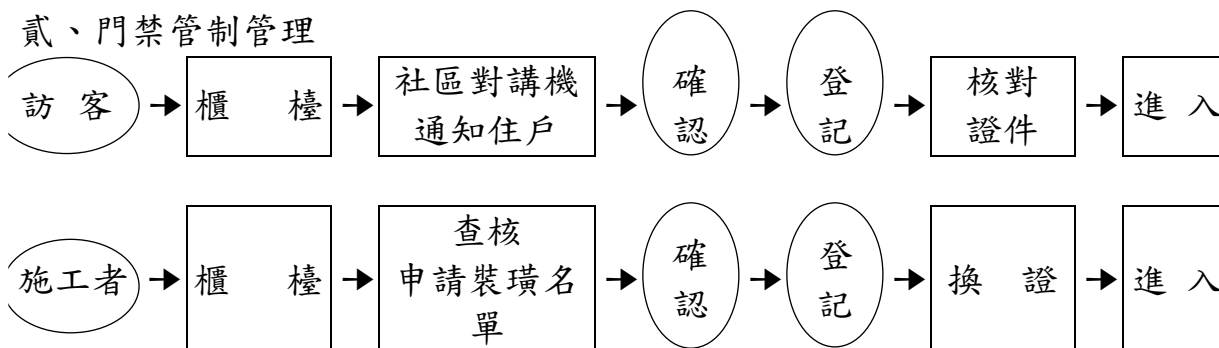 貳、門禁管制管理
訪客
櫃檯
社區對講機
通知住戶
確
認
登
記
核對
證件
進入
施工者
櫃檯
查核
申請裝璜名
單
確
認
登
記
換證
進入